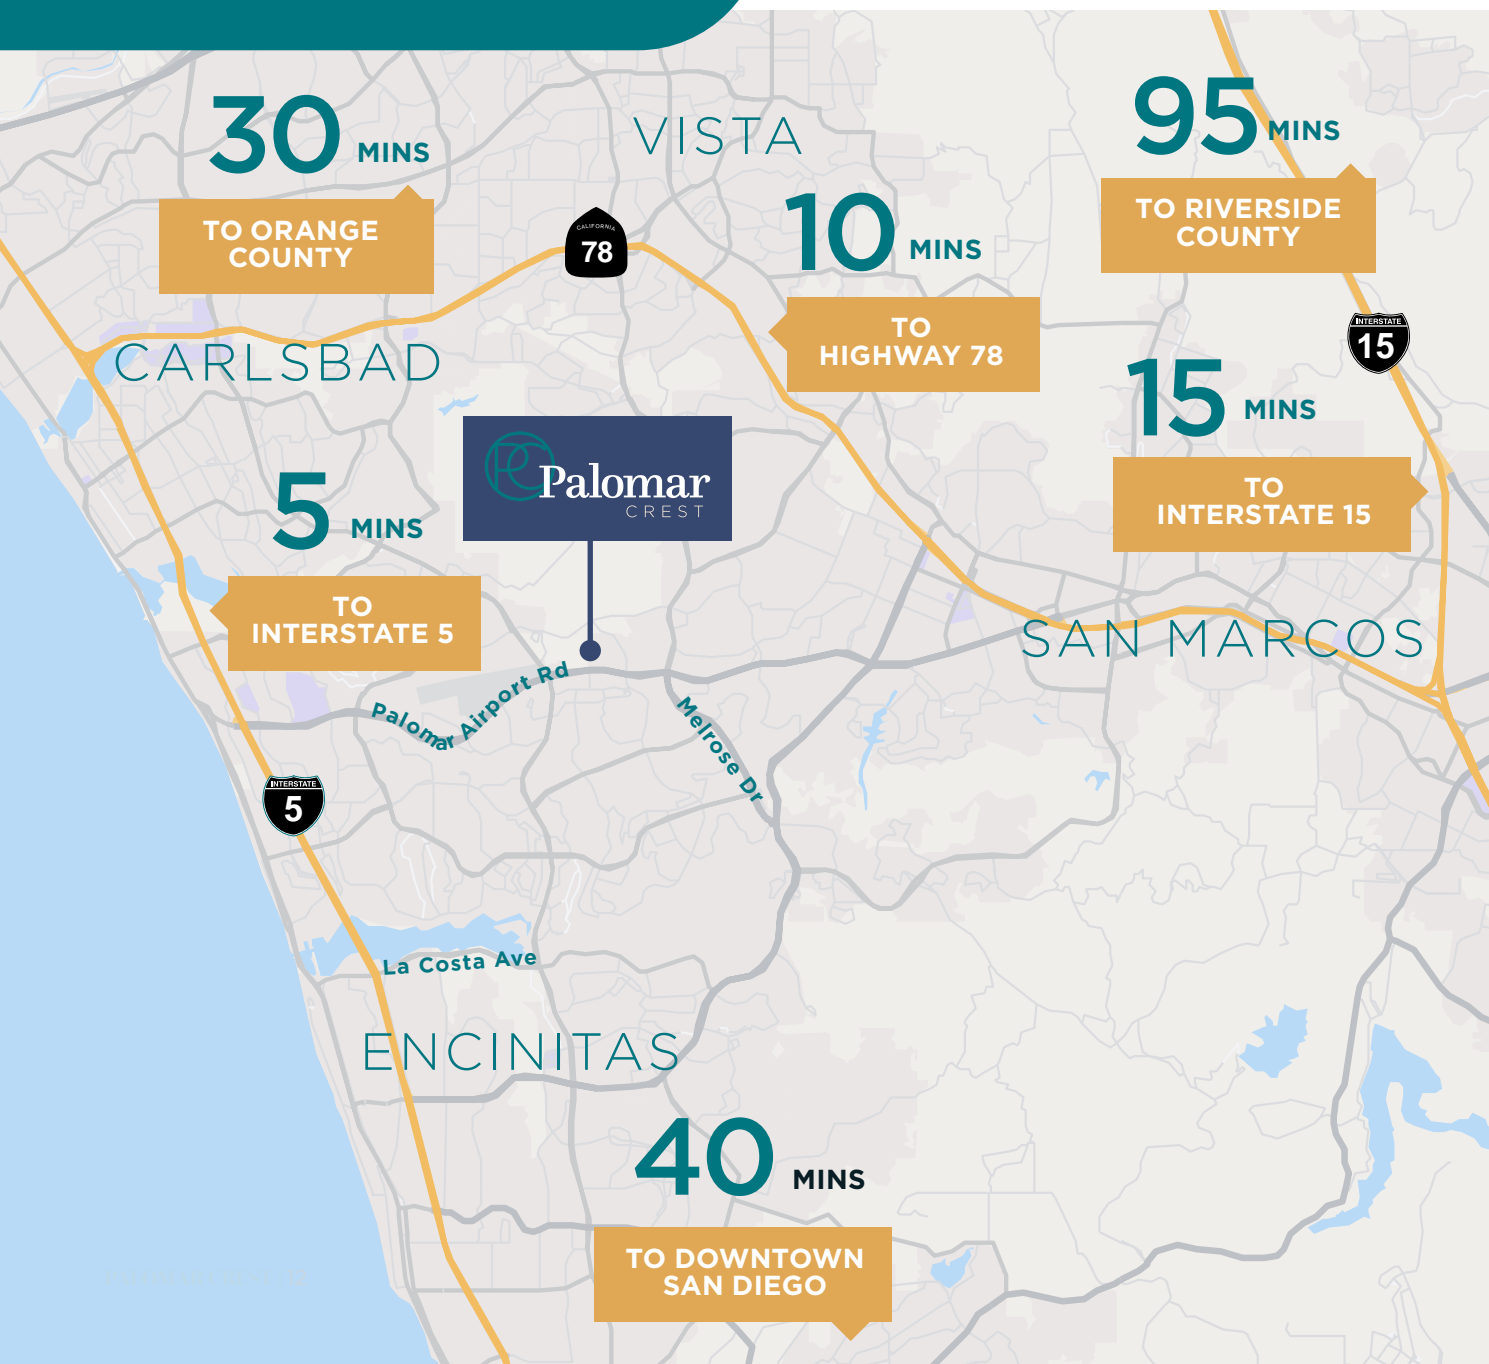 30 MINS
TO ORANGE
COUNTY
VISTA
95 MINS
TO RIVERSIDE
COUNTY
CALIFORNIA
78
10 MINS
TO
HIGHWAY 78
INTERSTATE
15
CARLSBAD
15 MINS
TO
INTERSTATE 15
PC Palomar
CREST
5 MINS
TO
INTERSTATE 5
SAN MARCOS
Palomar Airport Rd
Melrose Dr
INTERSTATE
5
La Costa Ave
ENCINITAS
40 MINS
TO DOWNTOWN
SAN DIEGO